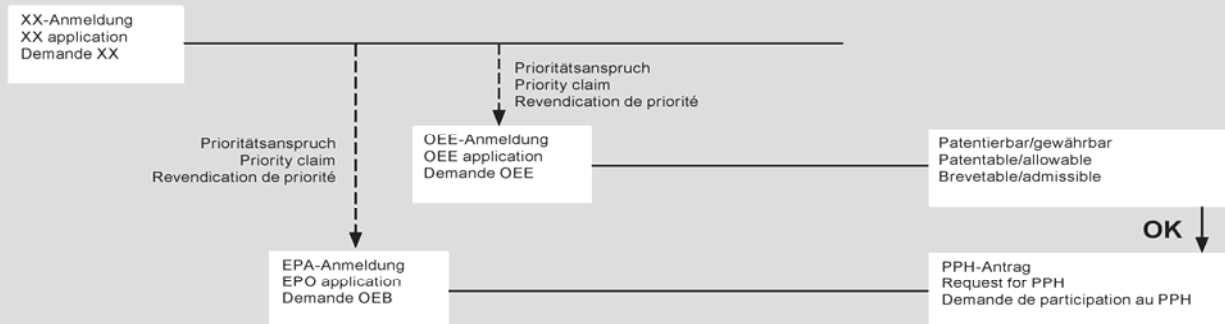 XX-Anmeldung
XX application
Demande XX
Prioritätsanspruch
Priority claim
Revendication de priorité
Prioritätsanspruch
Priority claim
Revendication de priorité
OEE-Anmeldung
OEE application
Demande OEE
Patentierbar/gewährbar
Patentable/allowable
Brevetable/admissible
OK
EPA-Anmeldung
EPO application
Demande OEB
PPH-Antrag
Request for PPH
Demande de participation au PPH